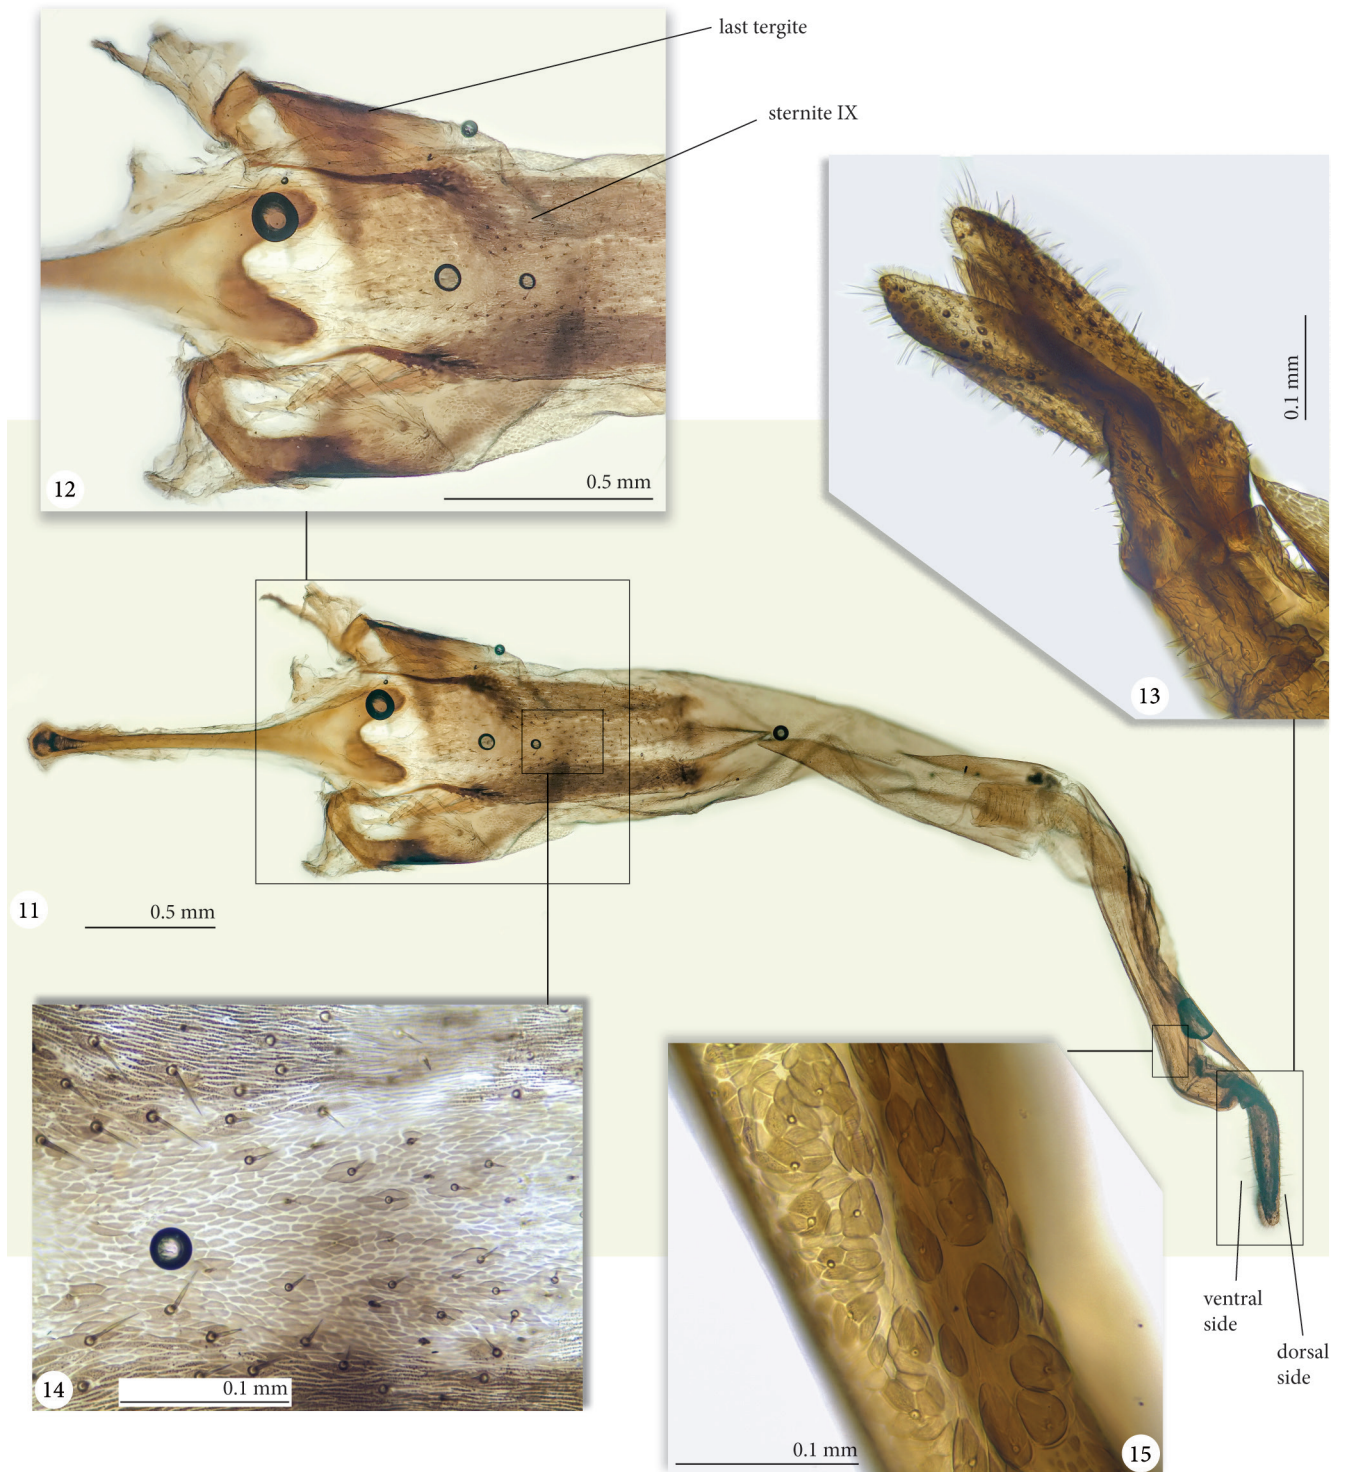 last tergite
sternite IX
0.1 mm
12
0.5 mm
13
11
0.5 mm
14
0.1 mm
15
0.1 mm
ventral
side
dorsal
side